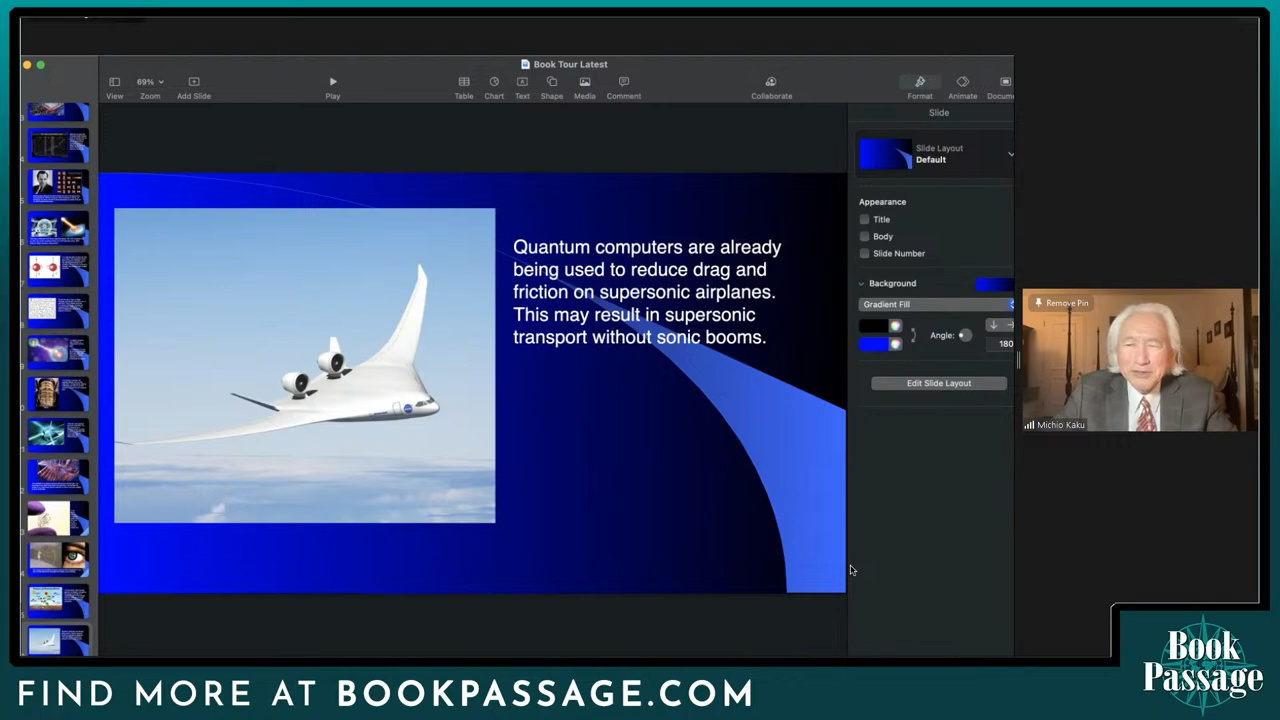 Book Tour Latest
69%
View
Zoom
Add Slide
Play
Table
Chart
Text
Shape
Media
Comment
Collaborate
Format
Animate
Docum
Slide
Slide Layout
Default
Appearance
Title
Body
Slide Number
Background
Gradient Fill
Angle:
180
Edit Slide Layout
Quantum computers are already
being used to reduce drag and
friction on supersonic airplanes.
This may result in supersonic
transport without sonic booms.
Remove Pin
Michio Kaku
FIND MORE AT BOOKPASSAGE.COM
Book
Passage